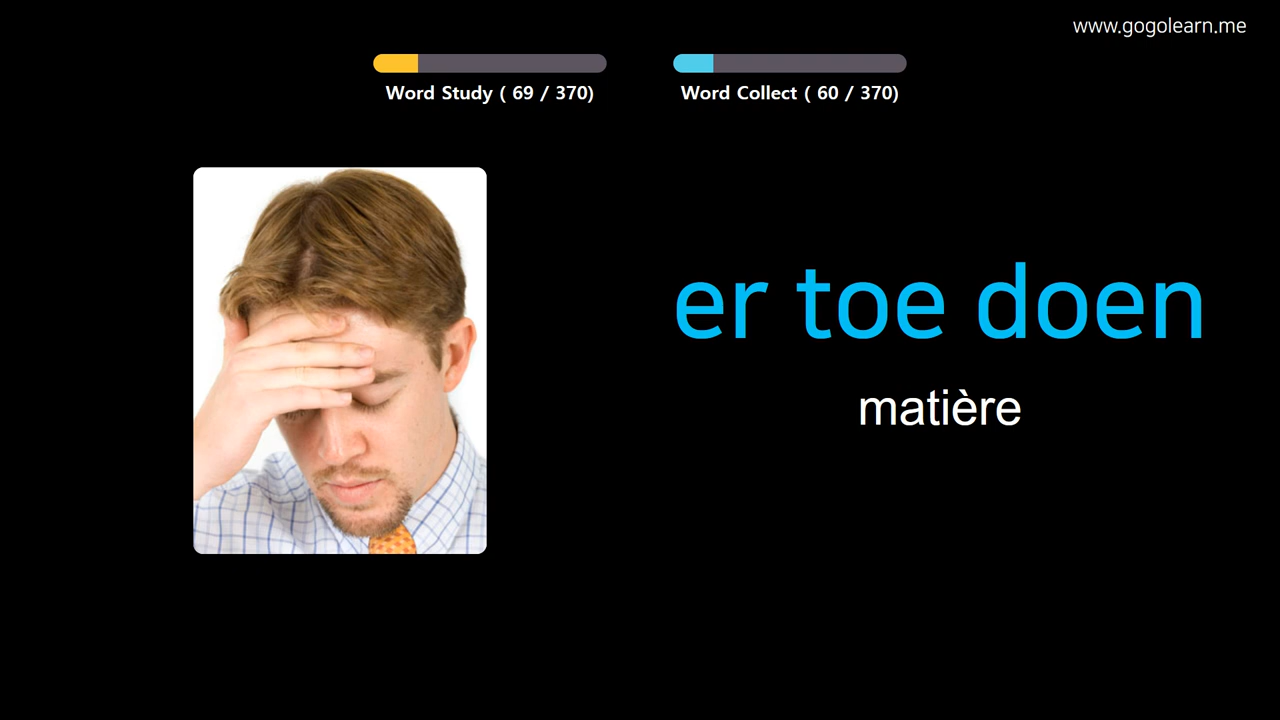 www.gogolearn.me
Word Study ( 69 / 370)
Word Collect ( 60 / 370)
er toe doen
matière